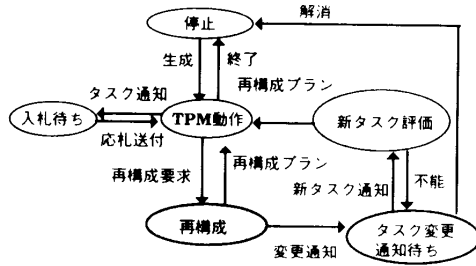 停止
解消
生成
終了
タスク通知
再構成プラン
入札待ち
TPM動作
新タスク評価
応札送付
再構成要求
再構成プラン
新タスク通知
不能
再構成
変更通知
タスク変更
通知待ち